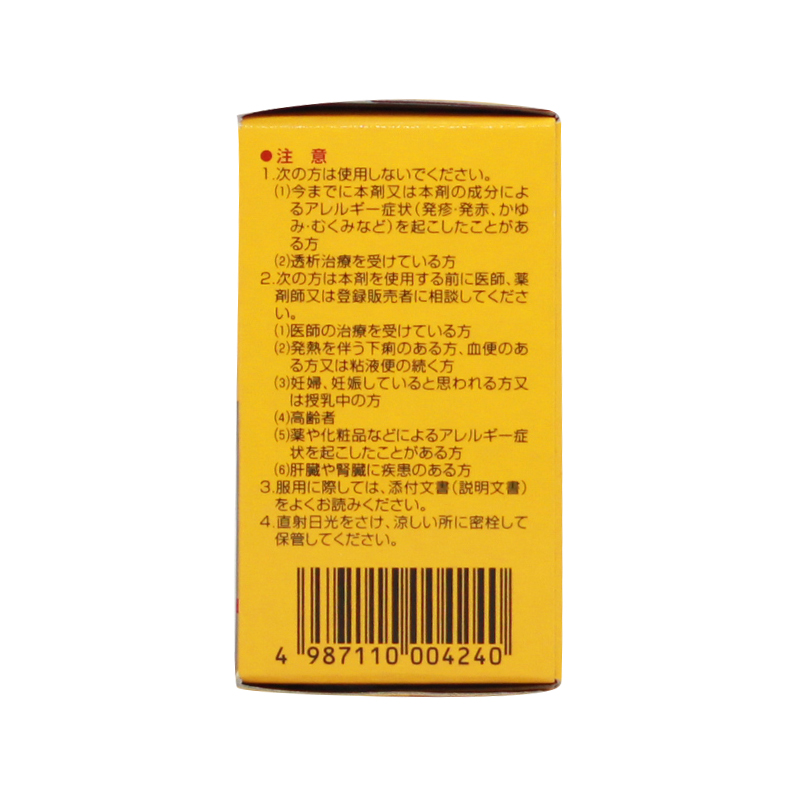 ●注 意
1.次の方は使用しないでください。
(1)今までに本剤又は本剤の成分によ
るアレルギー症状(発疹・発赤、かゆ
み・むくみなど)を起こしたことがあ
る方
(2)透析治療を受けている方
2.次の方は本剤を使用する前に医師、薬
剤師又は登録販売者に相談してくださ
い。
(1)医師の治療を受けている方
(2)発熱を伴う下痢のある方、血便のあ
る方又は粘液便の続く方
(3)妊婦、妊娠していると思われる方又
は授乳中の方
(4)高齢者
(5)薬や化粧品などによるアレルギー症
状を起こしたことがある方
(6)肝臓や腎臓に疾患のある方
3.服用に際しては、添付文書(説明文書)
をよくお読みください。
4.直射日光をさけ、涼しい所に密栓して
保管してください。
4 987110 004240